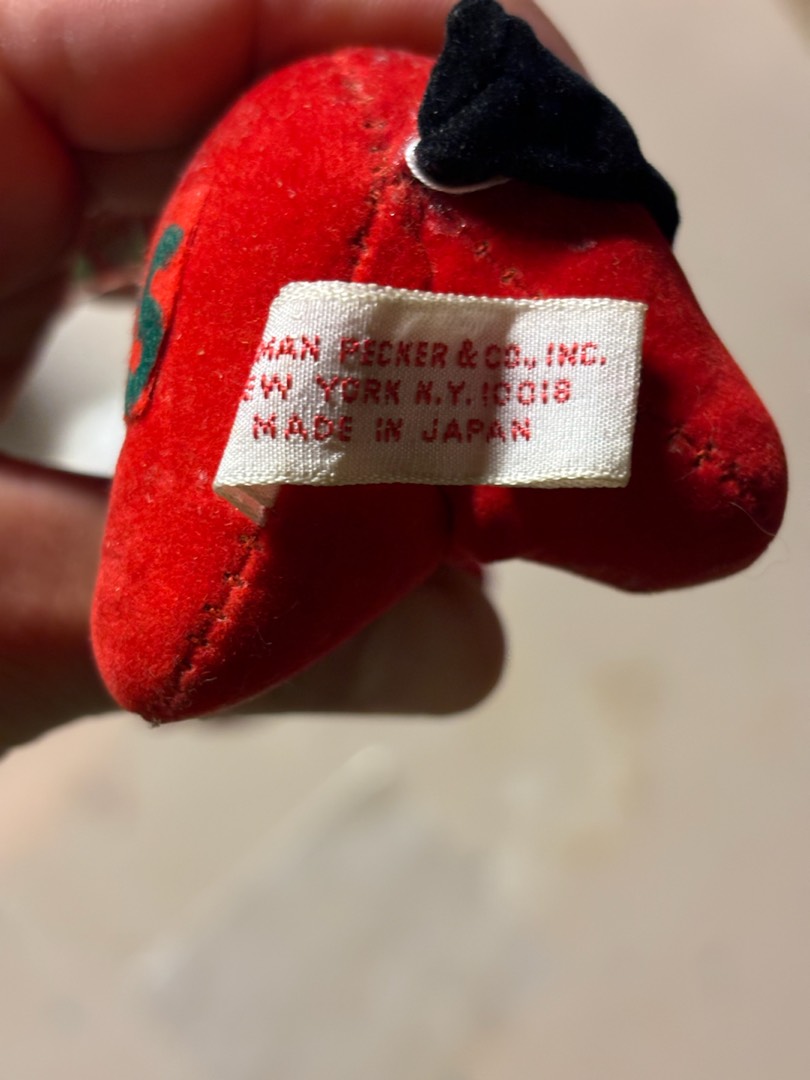 MAN PECKER & CO., INC.
EW YORK N.Y. 10018
MADE IN JAPAN
S